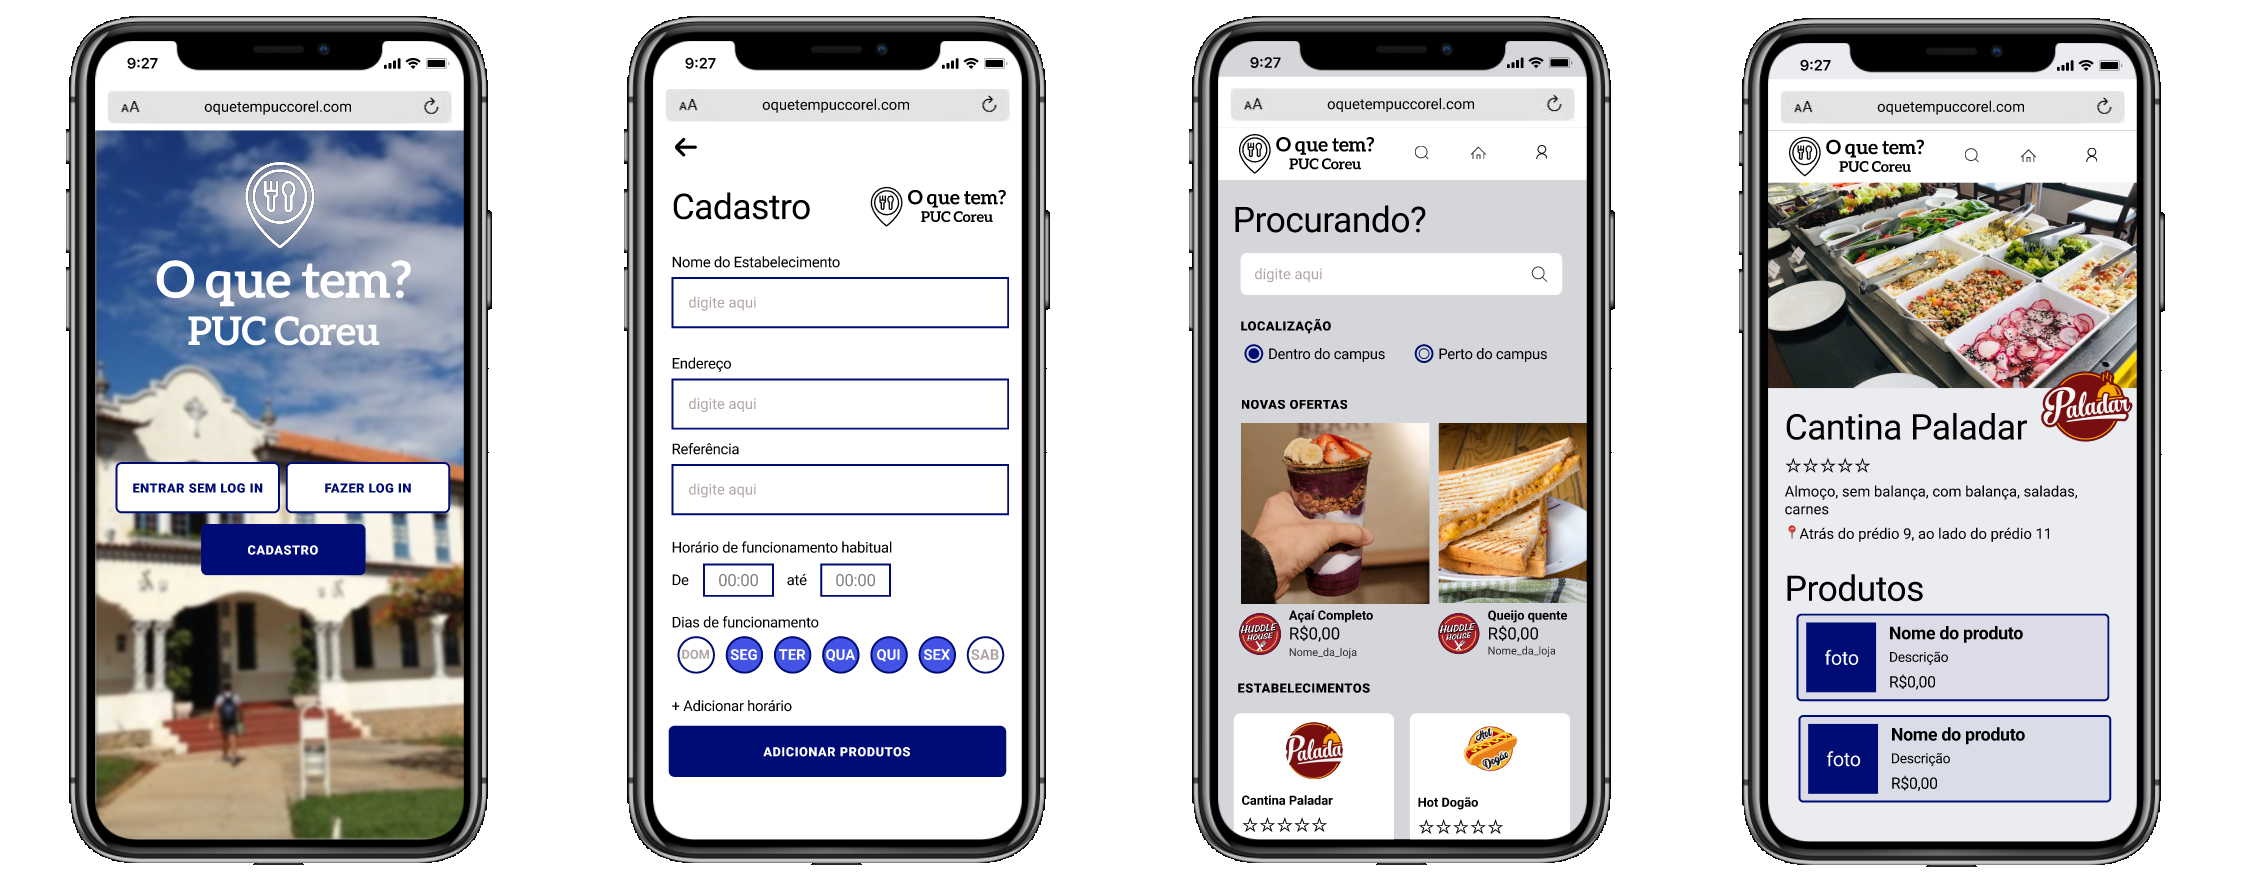 9:27
AA
oquetempuccorel.com
O que tem?
PUC Coreu
ENTRAR SEM LOG IN
FAZER LOG IN
CADASTRO
9:27
AA
oquetempuccorel.com
Cadastro
O que tem?
PUC Coreu
Nome do Estabelecimento
digite aqui
Endereço
digite aqui
Referência
digite aqui
Horário de funcionamento habitual
De 00:00 até 00:00
Dias de funcionamento
DOM SEG TER QUA QUI SEX SAB
+ Adicionar horário
ADICIONAR PRODUTOS
9:27
AA
oquetempuccorel.com
O que tem?
PUC Coreu
Procurando?
digite aqui
LOCALIZAÇÃO
Dentro do campus
Perto do campus
NOVAS OFERTAS
HUDDLE
HOUSE
Açaí Completo
R$0,00
Nome_da_loja
HUDDLE
HOUSE
Queijo quente
R$0,00
Nome_da_loja
ESTABELECIMENTOS
Palada
Cantina Paladar
Hot
Dogão
Hot Dogão
9:27
AA
oquetempuccorel.com
O que tem?
PUC Coreu
Paladar
Cantina Paladar
Almoço, sem balança, com balança, saladas,
carnes
Atrás do prédio 9, ao lado do prédio 11
Produtos
foto
Nome do produto
Descrição
R$0,00
foto
Nome do produto
Descrição
R$0,00